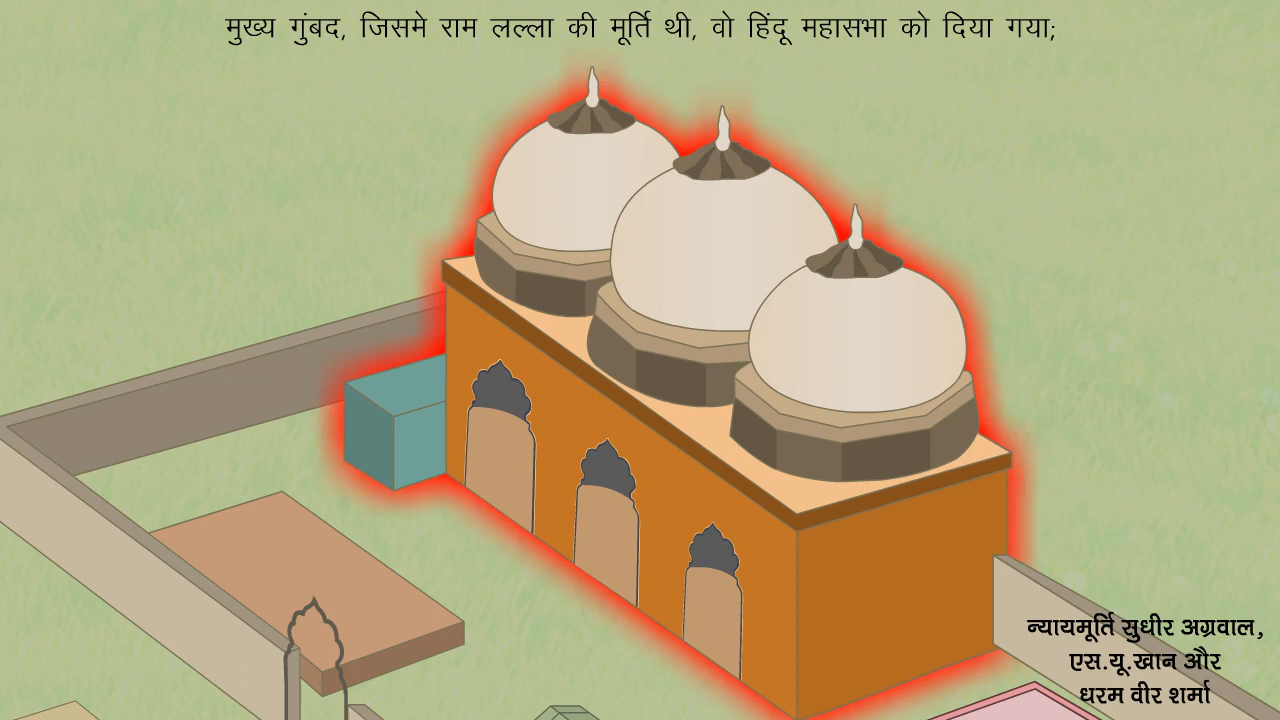 मुख्य गुंबद, जिसमे राम लल्ला की मूर्ति थी, वो हिंदू महासभा को दिया गया;
न्यायमूर्ति सुधीर अग्रवाल,
एस.यू.खान और
धरम वीर शर्मा